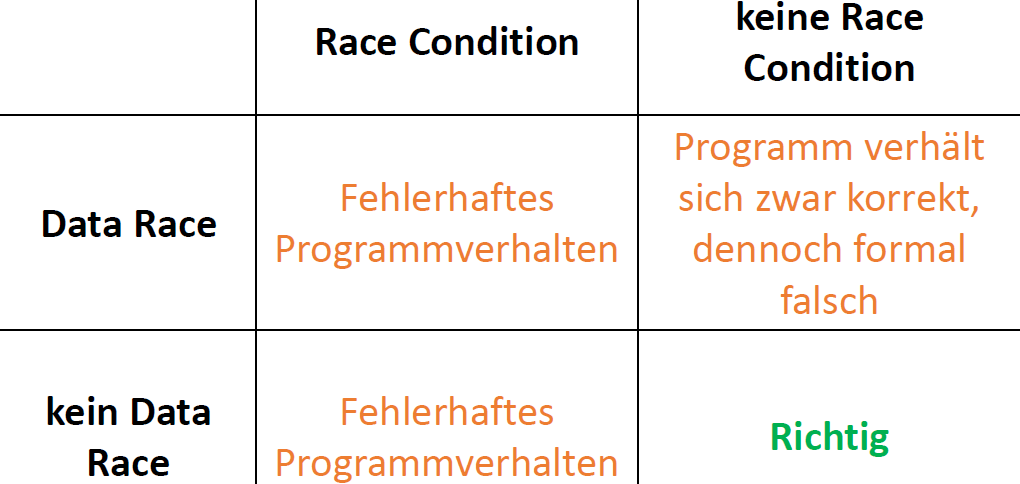 Race Condition
keine Race
Condition
Data Race
Fehlerhaftes
Programmverhalten
Programm verhält
sich zwar korrekt,
dennoch formal
falsch
kein Data
Race
Fehlerhaftes
Programmverhalten
Richtig